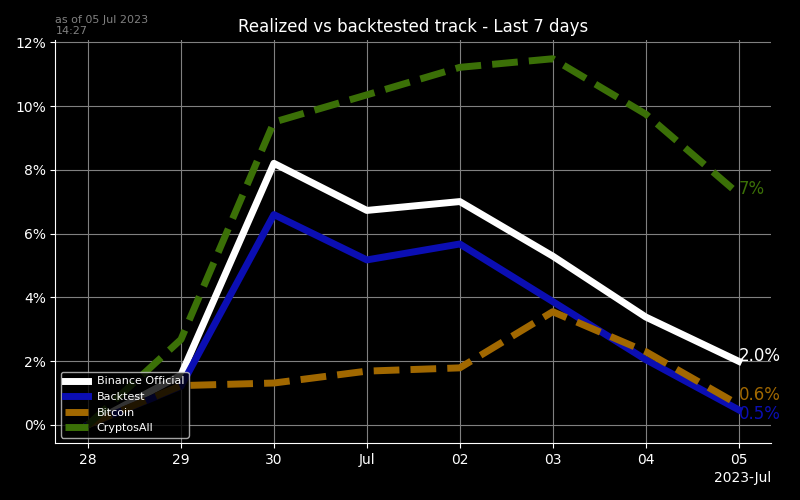 as of 05 Jul 2023
14:27
Realized vs backtested track - Last 7 days
12%
10%
8%
6%
4%
2%
0%
7%
2.0%
0.6%
0.5%
Binance Official
Backtest
Bitcoin
CryptosAll
28 29 30 Jul 02 03 04 05
2023-Jul